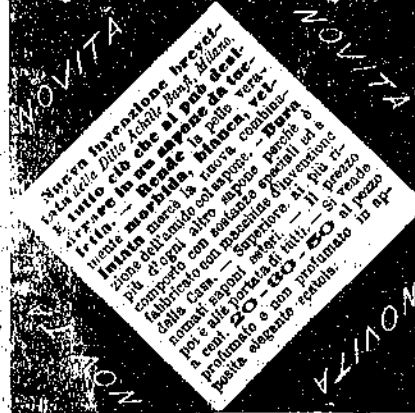 NOVITÀ
NOVITÀ
Nuova invenzione brevet-
tata della Ditta Achille Banfi, Milano.
È tutto ciò che si può desi-
derare in un sapone da toe-
letta. — Rende la pelle vera-
mente morbida, bianca, vel-
lutata mercè la nuova combina-
zione dell'amido col sapone. — Dura
più d'ogni altro sapone perchè è
composto con sostanze speciali ed è
fabbricato con macchine d'invenzione
della Casa. — Superiore ai più ri-
nomati saponi esteri. — Il prezzo
poi è alla portata di tutti. — Si vende
cent. 20 - 30 - 50 al pezzo
profumato e non profumato in ap-
posita elegante scatola.
NOVITÀ